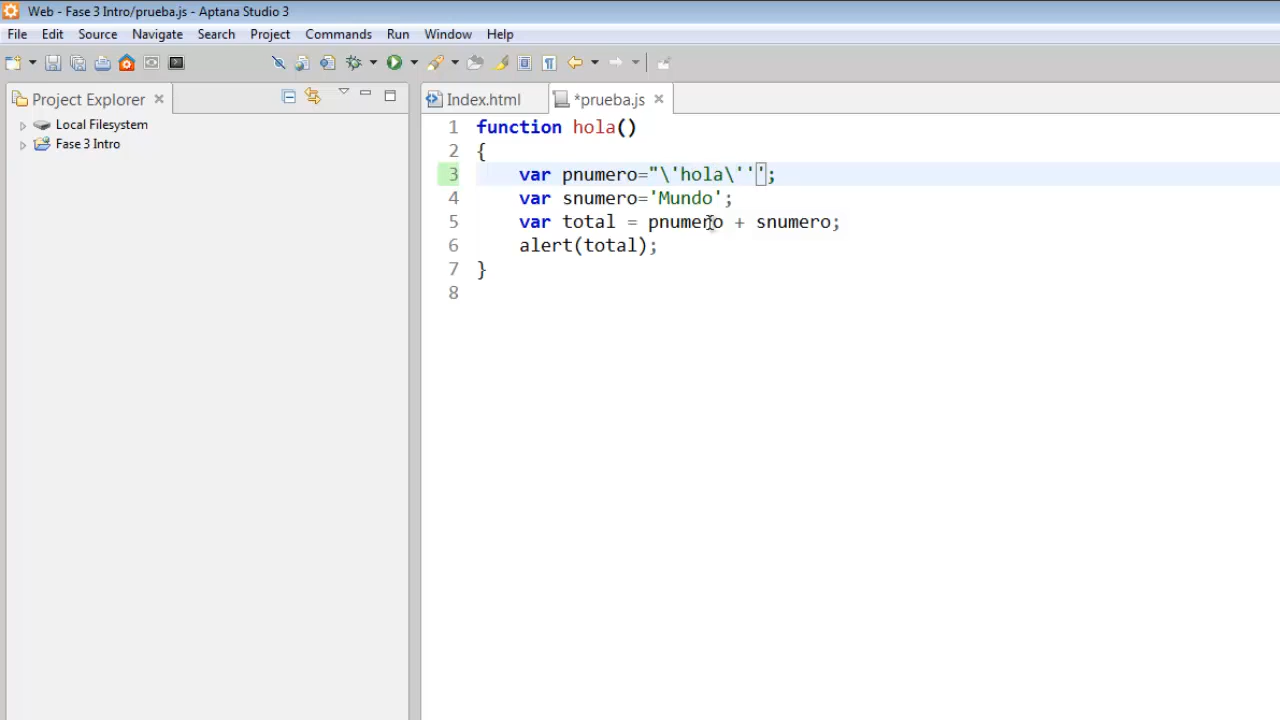 Web - Fase 3 Intro/prueba.js - Aptana Studio 3
File Edit Source Navigate Search Project Commands Run Window Help
Project Explorer
Index.html
*prueba.js
Local Filesystem
Fase 3 Intro
1 function hola()
2 {
3 var pnumero="\'hola\''';
4 var snumero='Mundo';
5 var total = pnumero + snumero;
6 alert(total);
7 }
8